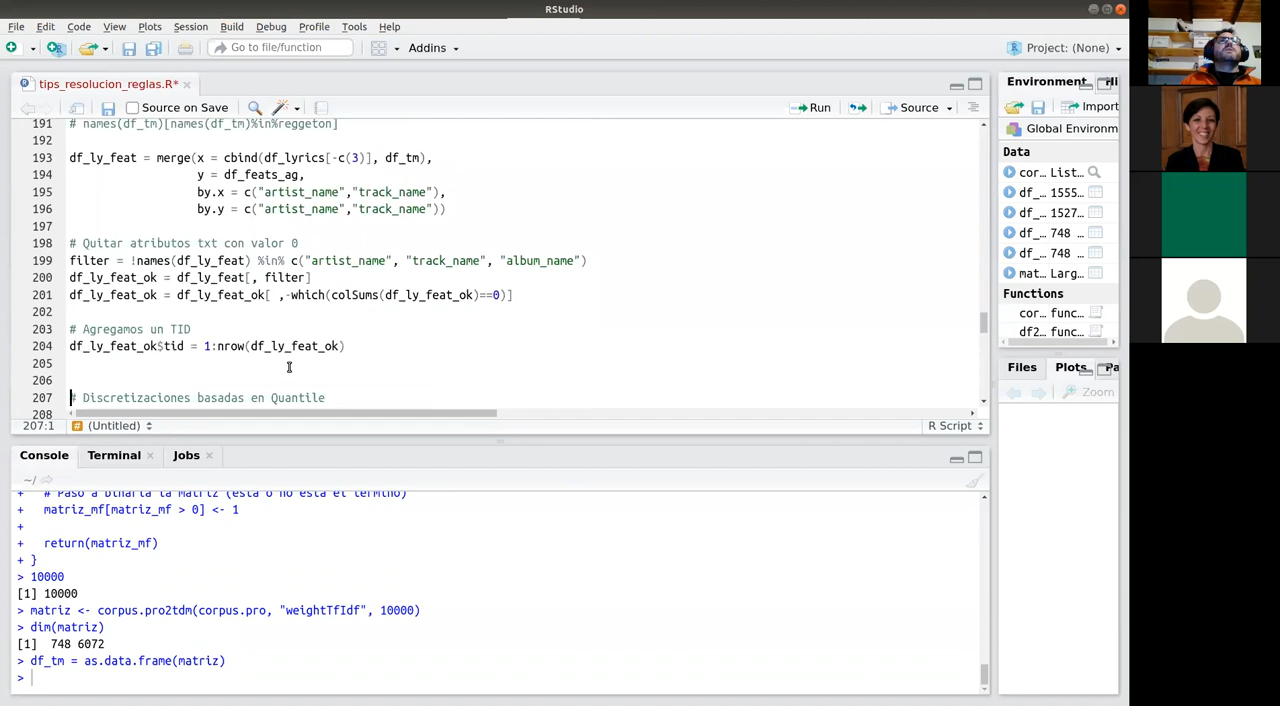 RStudio
File Edit Code View Plots Session Build Debug Profile Tools Help
Go to file/function Addins Project: (None)
tips_resolucion_reglas.R*
Source on Save Run Source
191 # names(df_tm)[names(df_tm)%in%reggeton]
192
193 df_ly_feat = merge(x = cbind(df_lyrics[-c(3)], df_tm),
194 y = df_feats_ag,
195 by.x = c("artist_name","track_name"),
196 by.y = c("artist_name","track_name"))
197
198 # Quitar atributos txt con valor 0
199 filter = !names(df_ly_feat) %in% c("artist_name", "track_name", "album_name")
200 df_ly_feat_ok = df_ly_feat[, filter]
201 df_ly_feat_ok = df_ly_feat_ok[ ,-which(colSums(df_ly_feat_ok)==0)]
202
203 # Agregamos un TID
204 df_ly_feat_ok$tid = 1:nrow(df_ly_feat_ok)
205
206
207 # Discretizaciones basadas en Quantile
208
207:1 # (Untitled) R Script
Console Terminal Jobs
~/
+ # Paso a binaria la matriz (está o no está el término)
+ matriz_mf[matriz_mf > 0] <- 1
+
+ return(matriz_mf)
+ }
> 10000
[1] 10000
> matriz <- corpus.pro2tdm(corpus.pro, "weightTfIdf", 10000)
> dim(matriz)
[1] 748 6072
> df_tm = as.data.frame(matriz)
>
Environment Hi
Import
Global Environm
Data
cor... List...
df_... 1555...
df_... 1527...
df_... 748 ...
df_... 748 ...
mat... Larg...
Functions
cor... func...
df2... func...
Files Plots Pa
Zoom